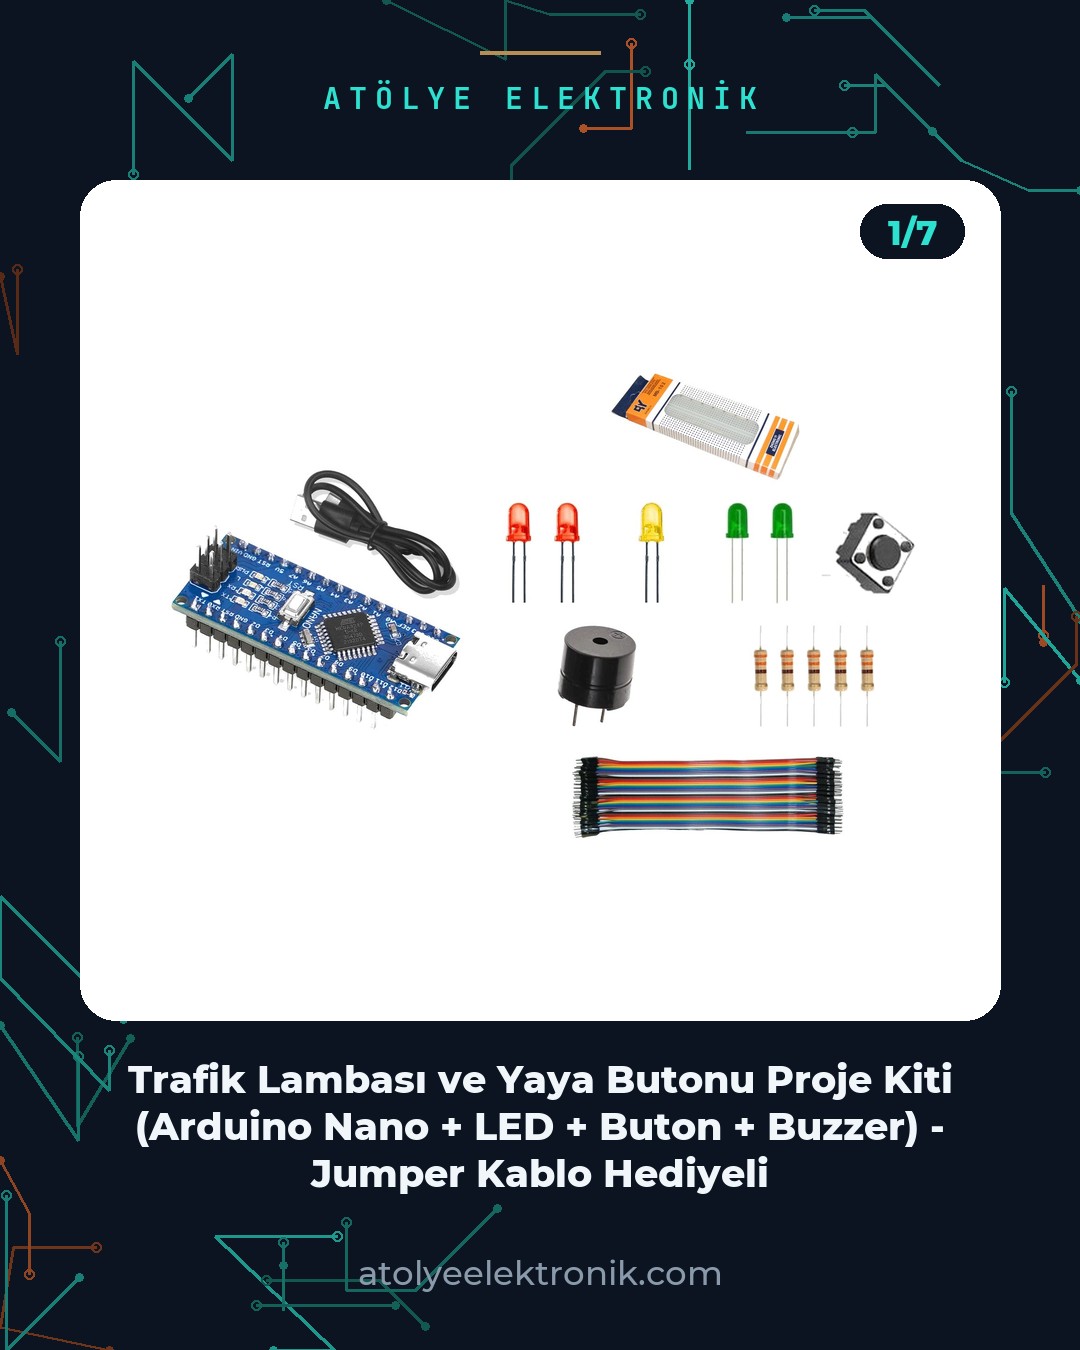 ATÖLYE ELEKTRONİK
1/7
Trafik Lambası ve Yaya Butonu Proje Kiti
(Arduino Nano + LED + Buton + Buzzer) -
Jumper Kablo Hediyeli
atolyeelektronik.com